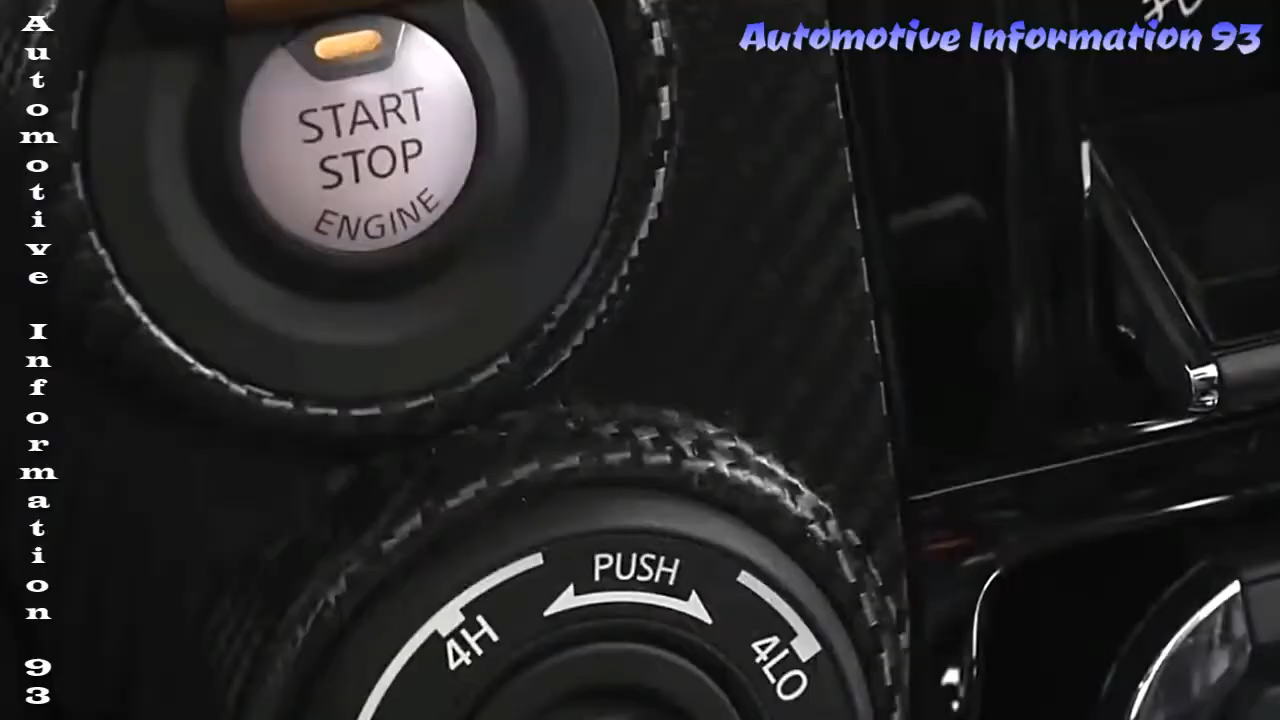 Automotive Information 93
Automotive Information 93
START
STOP
ENGINE
PUSH
4H
4LO